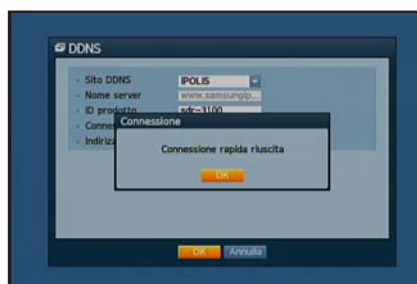 DDNS
Sito DDNS IPOLIS
Nome server www.samsungip...
ID prodotto sdr-3100
Conne
Connessione
Indirizz
Connessione rapida riuscita
OK
OK Annulla